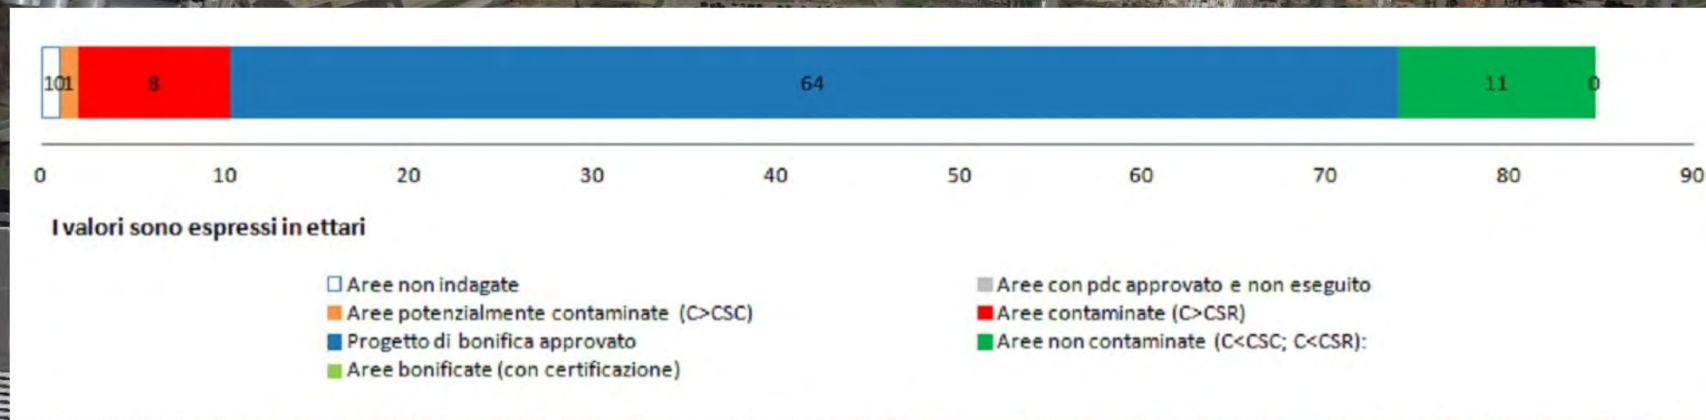 1 0 1 8 64 11 0
0 10 20 30 40 50 60 70 80 90
I valori sono espressi in ettari
Aree non indagate
Aree con pdc approvato e non eseguito
Aree potenzialmente contaminate (C>CSC)
Aree contaminate (C>CSR)
Progetto di bonifica approvato
Aree non contaminate (C<CSC; C<CSR):
Aree bonificate (con certificazione)